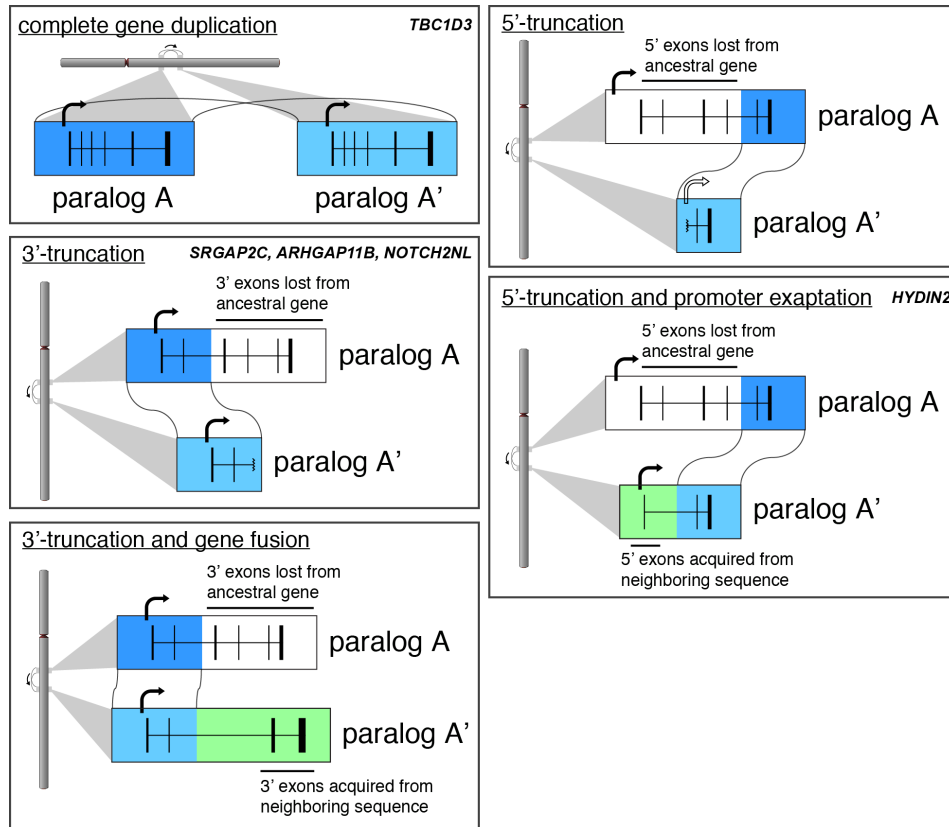 complete gene duplication
TBC1D3
paralog A
paralog A’
5’-truncation
5’ exons lost from
ancestral gene
paralog A
paralog A’
3’-truncation
SRGAP2C, ARHGAP11B, NOTCH2NL
3’ exons lost from
ancestral gene
paralog A
paralog A’
5’-truncation and promoter exaptation
HYDIN2
5’ exons lost from
ancestral gene
paralog A
paralog A’
5’ exons acquired from
neighboring sequence
3’-truncation and gene fusion
3’ exons lost from
ancestral gene
paralog A
paralog A’
3’ exons acquired from
neighboring sequence